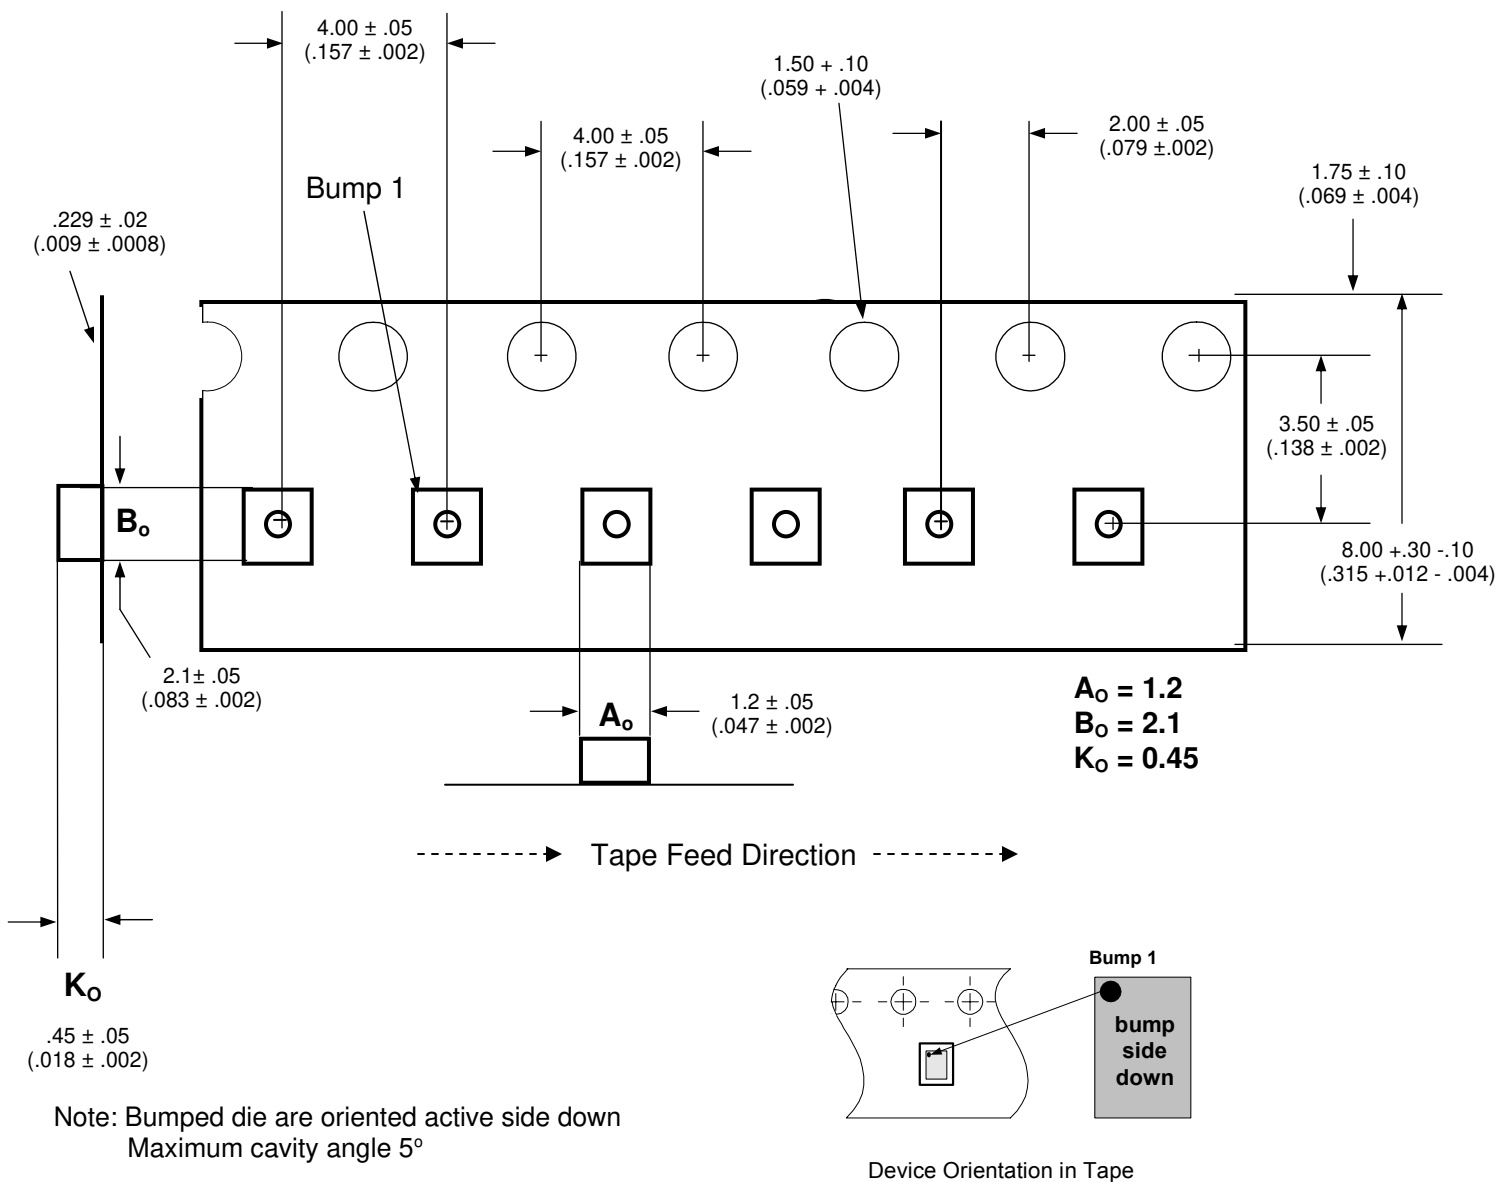 4.00 ± .05
(.157 ± .002)
1.50 + .10
(.059 + .004)
4.00 ± .05
(.157 ± .002)
2.00 ± .05
(.079 ±.002)
1.75 ± .10
(.069 ± .004)
Bump 1
.229 ± .02
(.009 ± .0008)
3.50 ± .05
(.138 ± .002)
Bo
8.00 +.30 -.10
(.315 +.012 - .004)
2.1± .05
(.083 ± .002)
Ao
1.2 ± .05
(.047 ± .002)
AO = 1.2
BO = 2.1
KO = 0.45
Tape Feed Direction
KO
.45 ± .05
(.018 ± .002)
Bump 1
bump
side
down
Note: Bumped die are oriented active side down
Maximum cavity angle 5º
Device Orientation in Tape